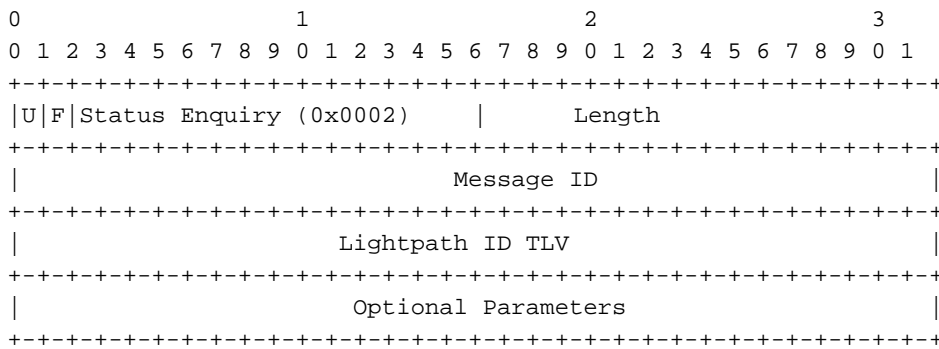 0                   1                   2                   3
0 1 2 3 4 5 6 7 8 9 0 1 2 3 4 5 6 7 8 9 0 1 2 3 4 5 6 7 8 9 0 1
+-+-+-+-+-+-+-+-+-+-+-+-+-+-+-+-+-+-+-+-+-+-+-+-+-+-+-+-+-+-+-+-+
|U|F|Status Enquiry (0x0002)    |      Length
+-+-+-+-+-+-+-+-+-+-+-+-+-+-+-+-+-+-+-+-+-+-+-+-+-+-+-+-+-+-+-+-+
|                              Message ID                       |
+-+-+-+-+-+-+-+-+-+-+-+-+-+-+-+-+-+-+-+-+-+-+-+-+-+-+-+-+-+-+-+-+
|                      Lightpath ID TLV                         |
+-+-+-+-+-+-+-+-+-+-+-+-+-+-+-+-+-+-+-+-+-+-+-+-+-+-+-+-+-+-+-+-+
|                       Optional Parameters                     |
+-+-+-+-+-+-+-+-+-+-+-+-+-+-+-+-+-+-+-+-+-+-+-+-+-+-+-+-+-+-+-+-+